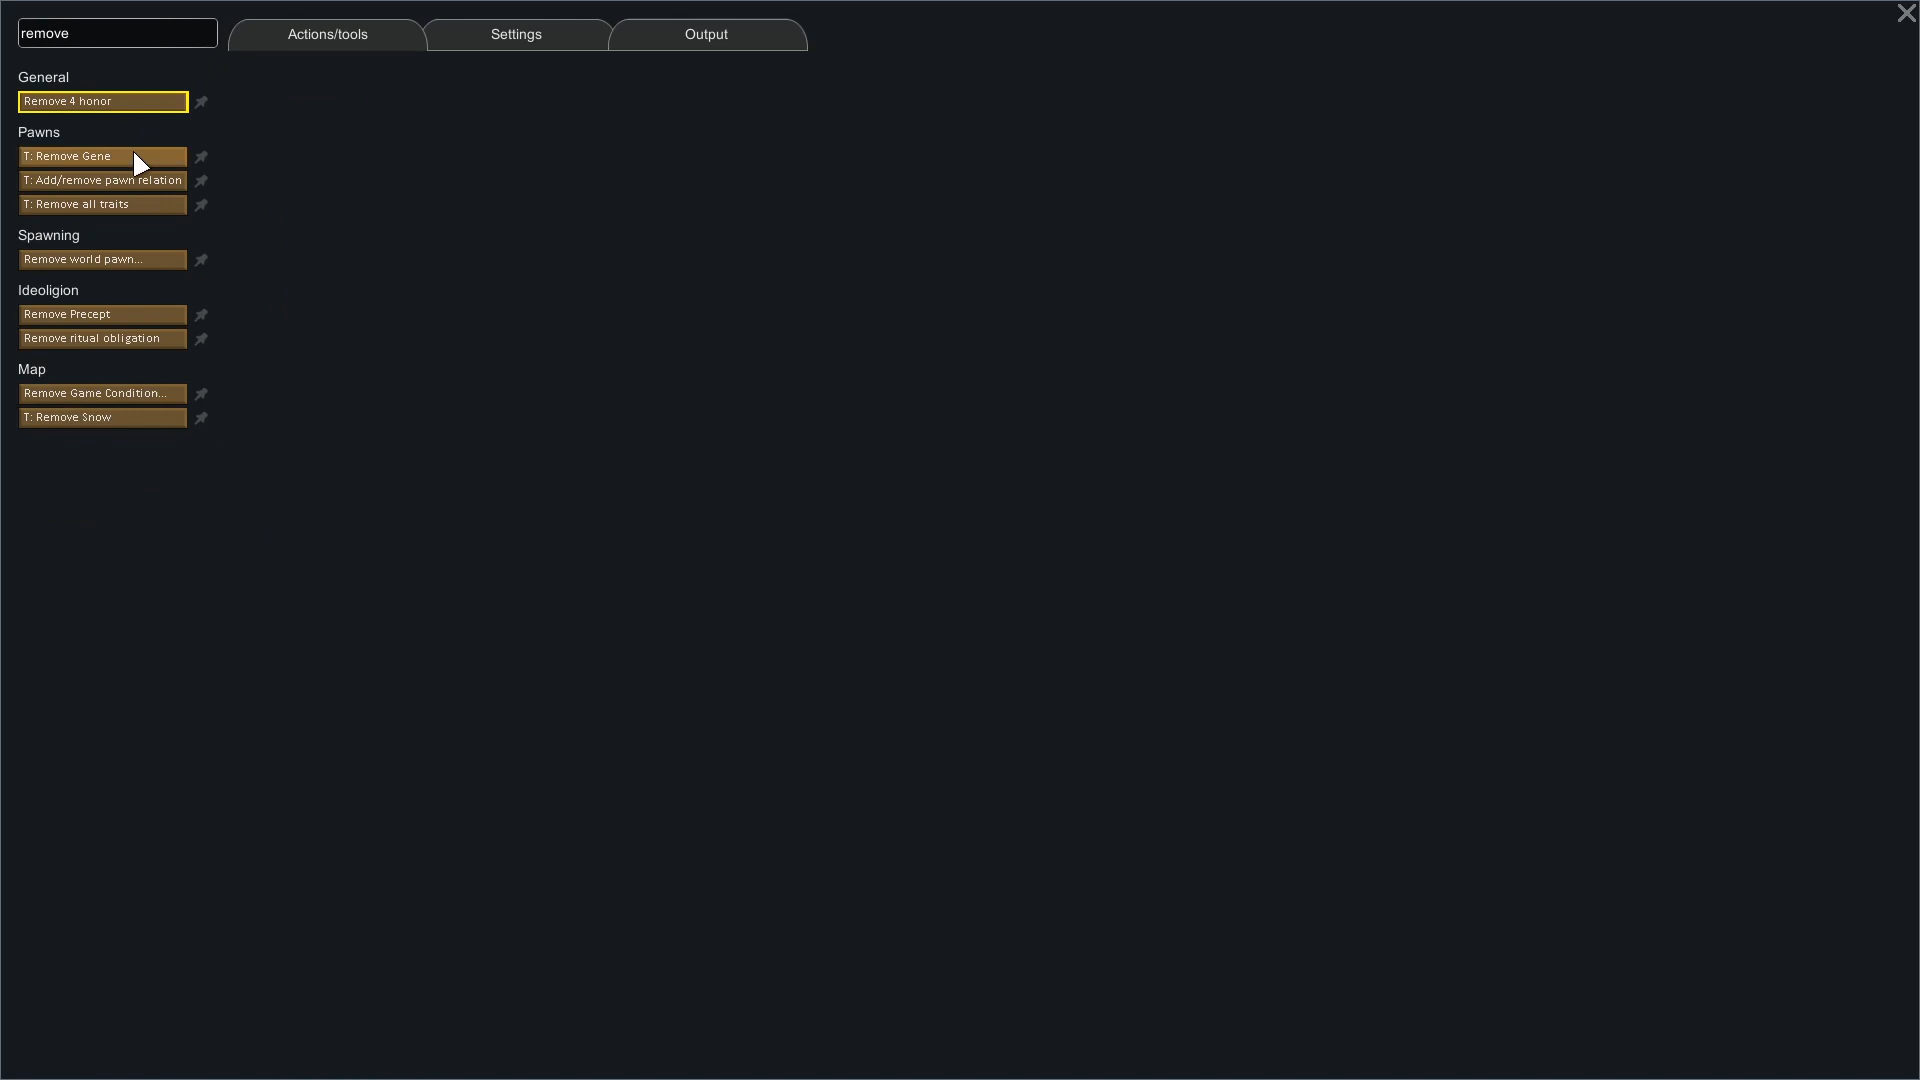 remove
Actions/tools
Settings
Output
General
Remove 4 honor
Pawns
T: Remove Gene
T: Add/remove pawn relation
T: Remove all traits
Spawning
Remove world pawn...
Ideoligion
Remove Precept
Remove ritual obligation
Map
Remove Game Condition...
T: Remove Snow